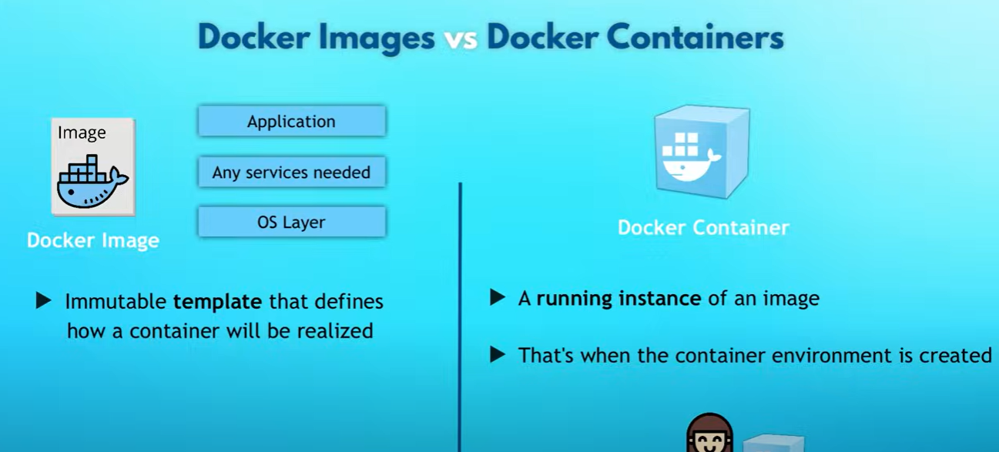 Docker Images vs Docker Containers
Image
Docker Image
Application
Any services needed
OS Layer
▶ Immutable template that defines
how a container will be realized
Docker Container
▶ A running instance of an image
▶ That's when the container environment is created